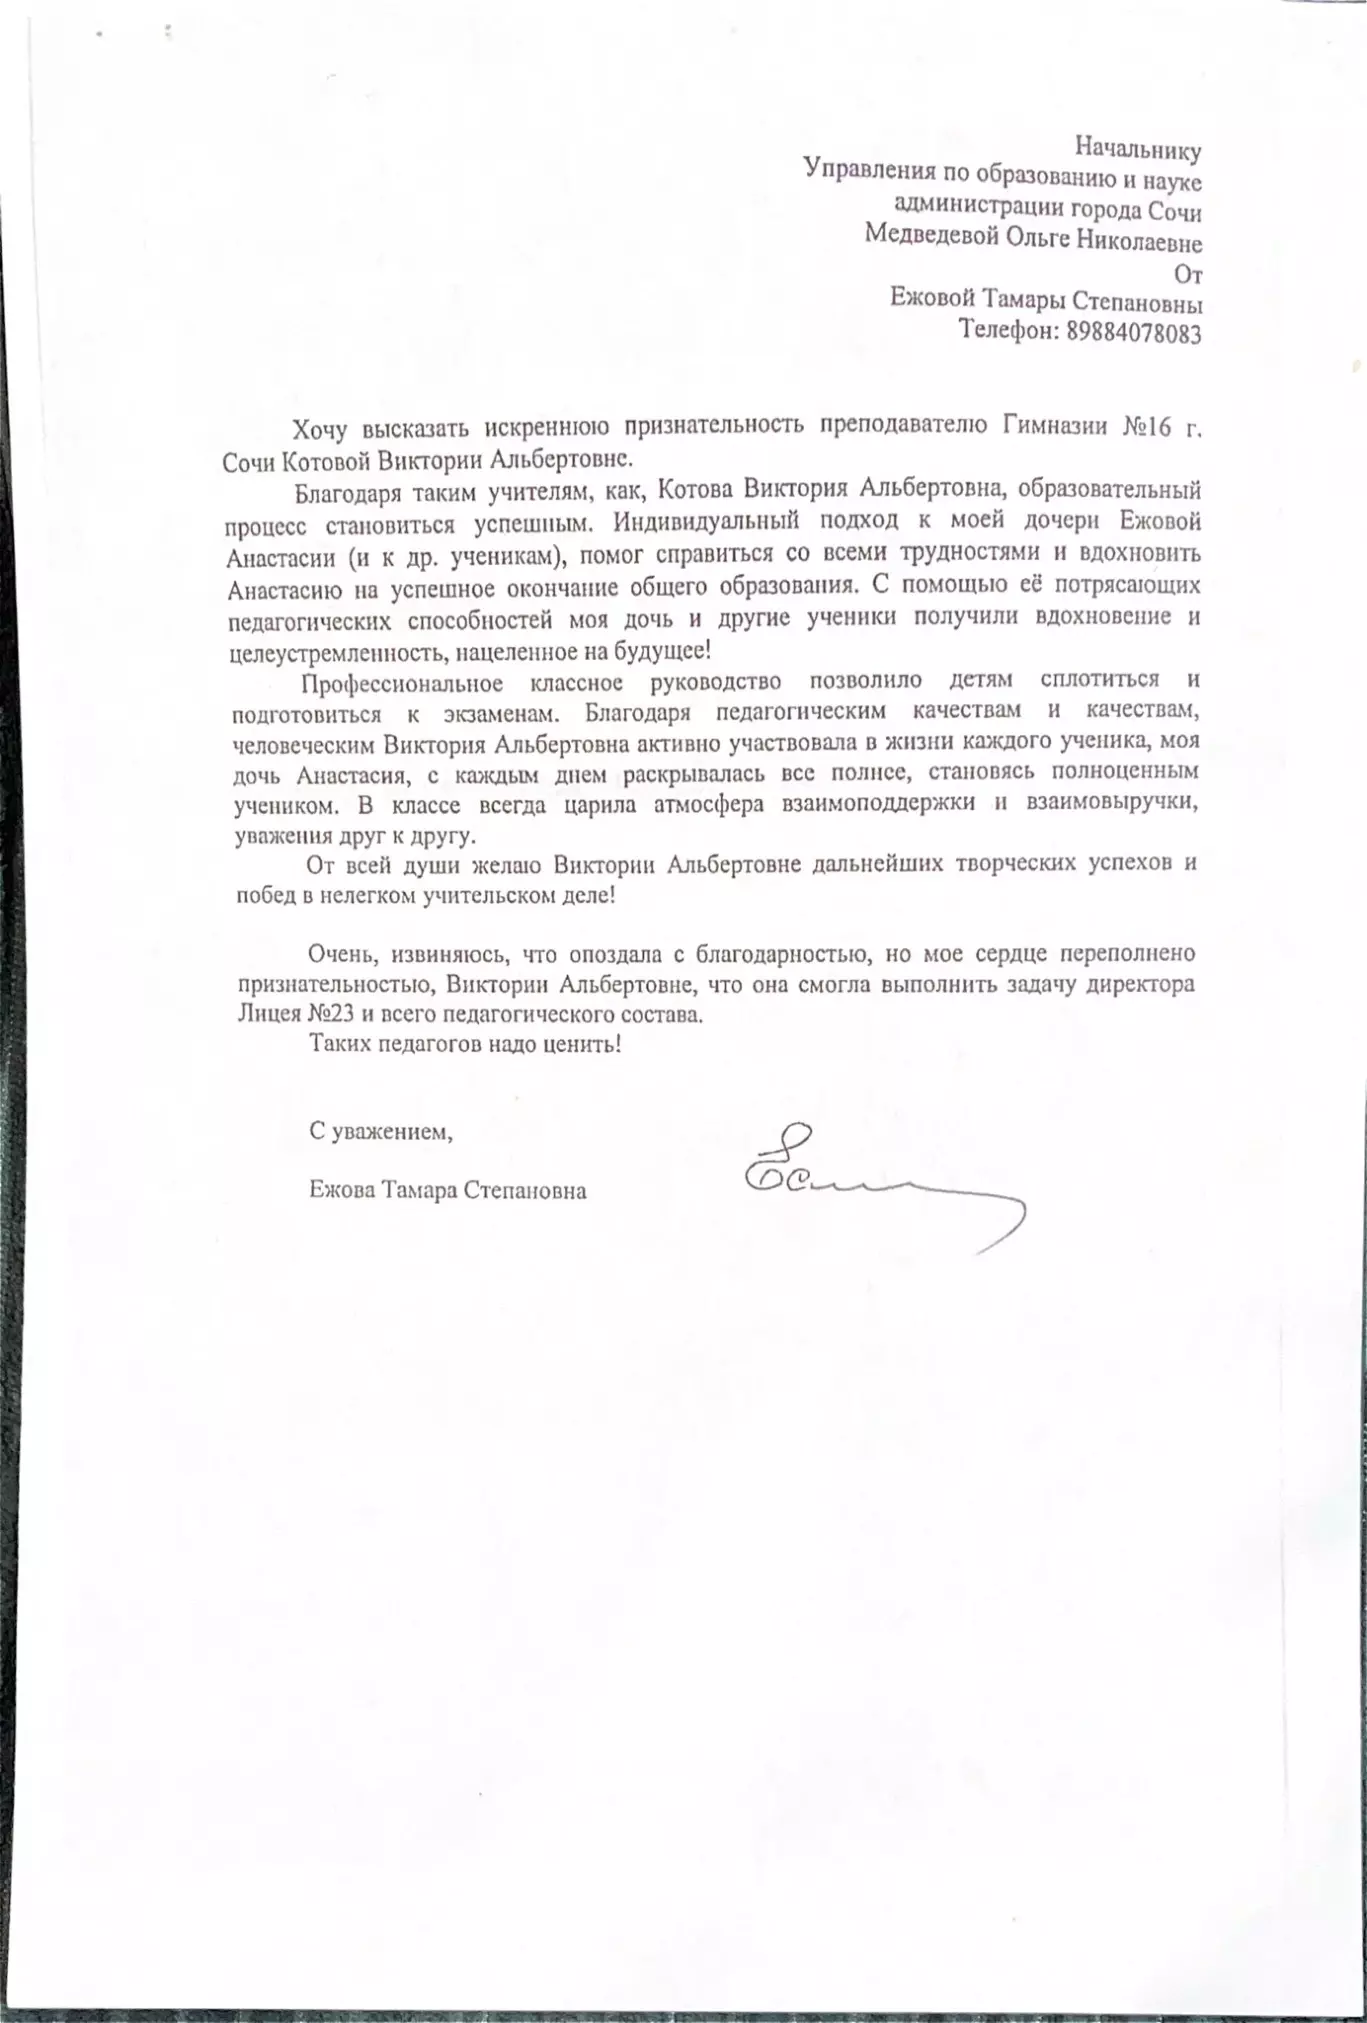 Начальнику
Управления по образованию и науке
администрации города Сочи
Медведевой Ольге Николаевне
От
Ежовой Тамары Степановны
Телефон: 89884078083
Хочу высказать искреннюю признательность преподавателю Гимназии №16 г.
Сочи Котовой Виктории Альбертовне.
Благодаря таким учителям, как, Котова Виктория Альбертовна, образовательный
процесс становиться успешным. Индивидуальный подход к моей дочери Ежовой
Анастасии (и к др. ученикам), помог справиться со всеми трудностями и вдохновить
Анастасию на успешное окончание общего образования. С помощью её потрясающих
педагогических способностей моя дочь и другие ученики получили вдохновение и
целеустремленность, нацеленное на будущее!
Профессиональное классное руководство позволило детям сплотиться и
подготовиться к экзаменам. Благодаря педагогическим качествам и качествам,
человеческим Виктория Альбертовна активно участвовала в жизни каждого ученика, моя
дочь Анастасия, с каждым днем раскрывалась все полнее, становясь полноценным
учеником. В классе всегда царила атмосфера взаимоподдержки и взаимовыручки,
уважения друг к другу.
От всей души желаю Виктории Альбертовне дальнейших творческих успехов и
побед в нелегком учительском деле!
Очень, извиняюсь, что опоздала с благодарностью, но мое сердце переполнено
признательностью, Виктории Альбертовне, что она смогла выполнить задачу директора
Лицея №23 и всего педагогического состава.
Таких педагогов надо ценить!
С уважением,
Ежова Тамара Степановна